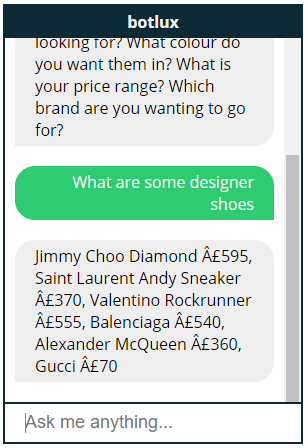 botlux
looking for? What colour do
you want them in? What is
your price range? Which
brand are you wanting to go
for?
What are some designer
shoes
Jimmy Choo Diamond Â£595,
Saint Laurent Andy Sneaker
Â£370, Valentino Rockrunner
Â£555, Balenciaga Â£540,
Alexander McQueen Â£360,
Gucci Â£70
Ask me anything...